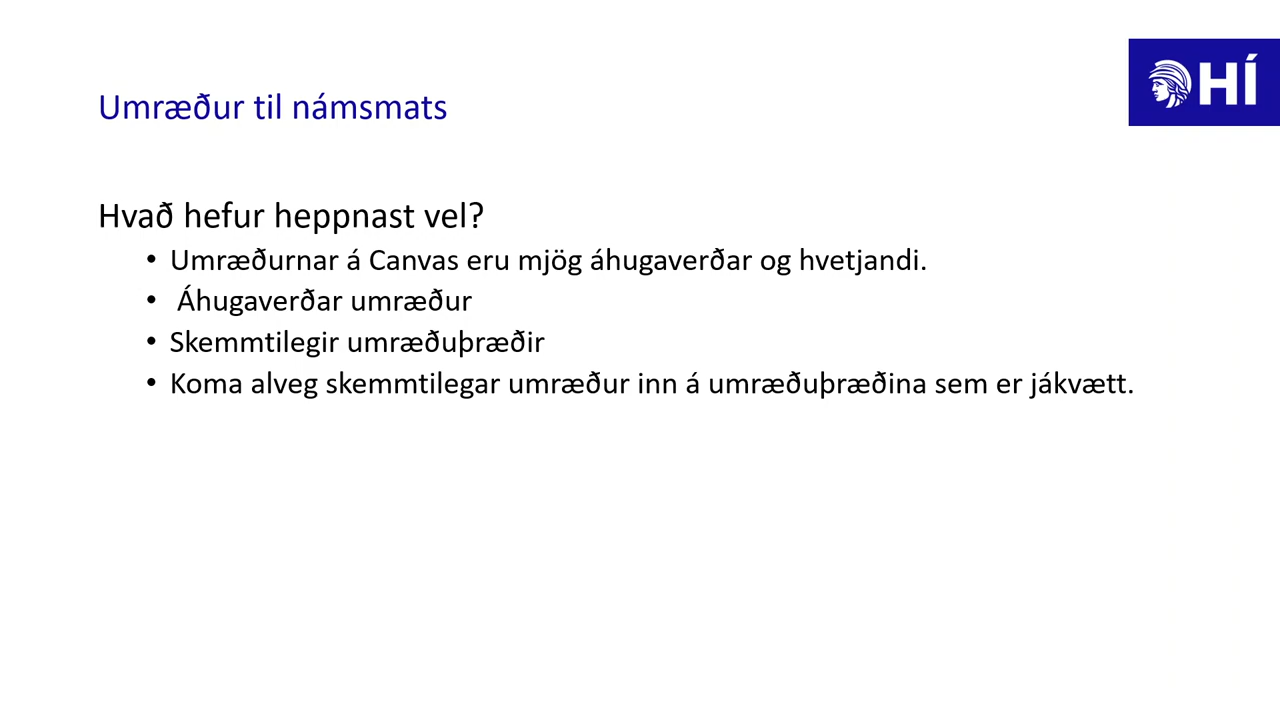 HÍ
Umræður til námsmats
Hvað hefur heppnast vel?
• Umræðurnar á Canvas eru mjög áhugaverðar og hvetjandi.
• Áhugaverðar umræður
• Skemmtilegir umræðuþræðir
• Koma alveg skemmtilegar umræður inn á umræðuþræðina sem er jákvætt.